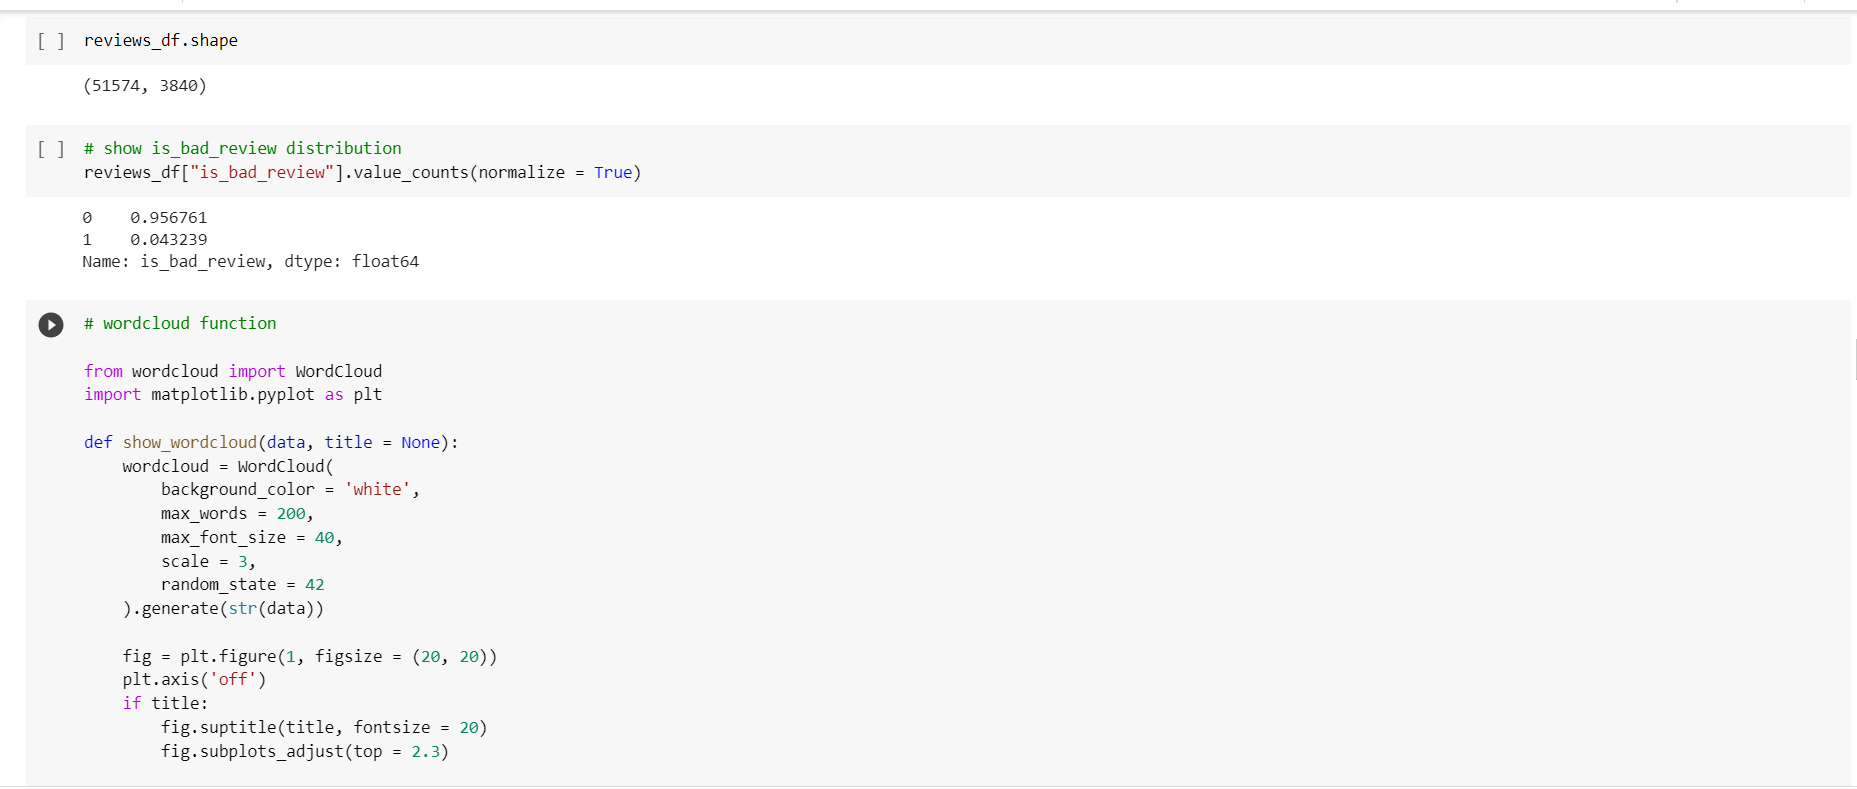 [ ] reviews_df.shape
(51574, 3840)
[ ] # show is_bad_review distribution
reviews_df["is_bad_review"].value_counts(normalize = True)
0    0.956761
1    0.043239
Name: is_bad_review, dtype: float64
# wordcloud function
from wordcloud import WordCloud
import matplotlib.pyplot as plt
def show_wordcloud(data, title = None):
    wordcloud = WordCloud(
        background_color = 'white',
        max_words = 200,
        max_font_size = 40,
        scale = 3,
        random_state = 42
    ).generate(str(data))
    fig = plt.figure(1, figsize = (20, 20))
    plt.axis('off')
    if title:
        fig.suptitle(title, fontsize = 20)
        fig.subplots_adjust(top = 2.3)